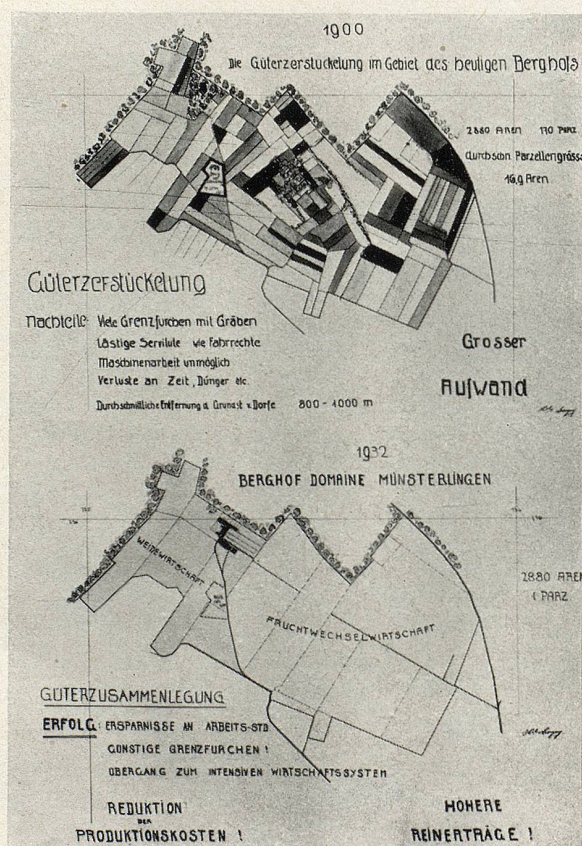 1900
Die Güterzerstückelung im Gebiet des heutigen Berghofs
2880 Aren 170 Parz.
durchschn. Parzellengrösse
16,9 Aren
Güterzerstückelung
Nachteile: Viele Grenzfurchen mit Gräben
Lästige Servitute wie Fahrrechte
Maschinenarbeit unmöglich
Verluste an Zeit, Dünger etc.
Durchschnittliche Entfernung d. Grundst. v. Dorfe 800-1000 m
Grosser
Aufwand
1932
BERGHOF DOMAINE MÜNSTERLINGEN
WEIDEWIRTSCHAFT
2880 AREN
1 PARZ.
FRUCHTWECHSELWIRTSCHAFT
GÜTERZUSAMMENLEGUNG
ERFOLG: ERSPARNISSE AN ARBEITS-STD
GÜNSTIGE GRENZFURCHEN!
ÜBERGANG ZUM INTENSIVEN WIRTSCHAFTSSYSTEM
REDUKTION
DER
PRODUKTIONSKOSTEN!
HÖHERE
REINERTRÄGE!